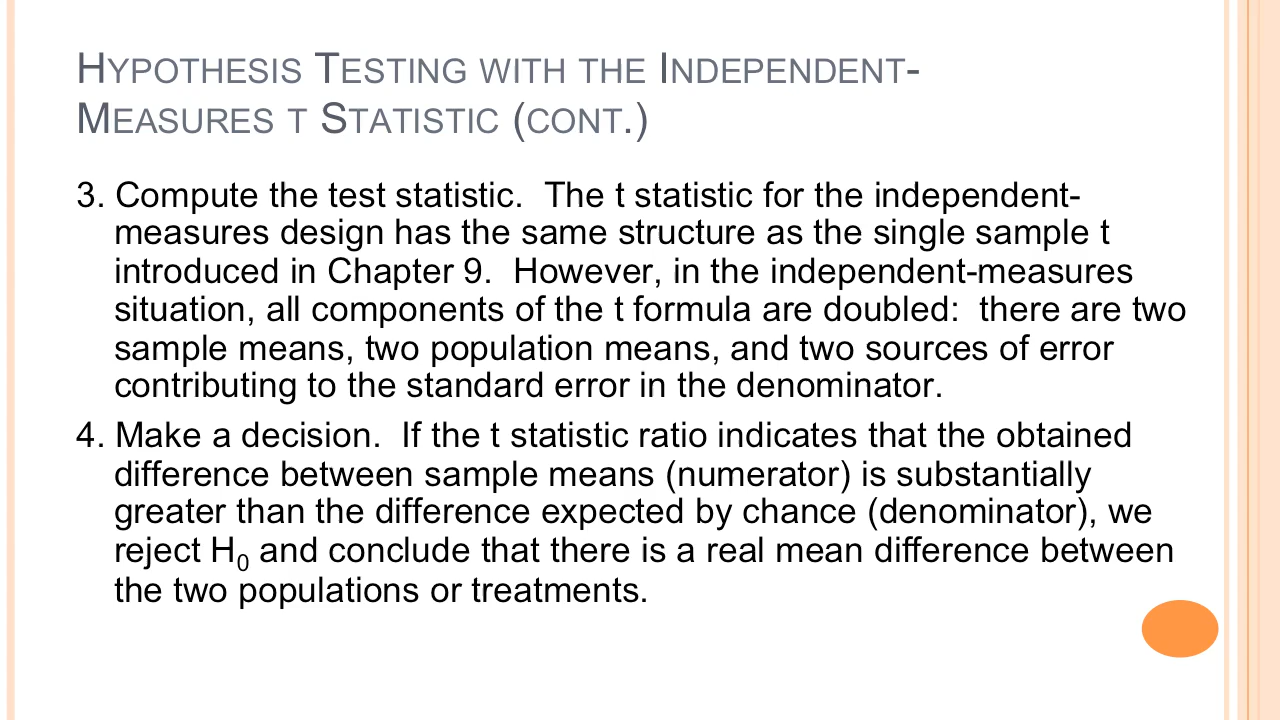 Hypothesis Testing with the Independent-
Measures t Statistic (cont.)
3. Compute the test statistic.  The t statistic for the independent-
measures design has the same structure as the single sample t
introduced in Chapter 9.  However, in the independent-measures
situation, all components of the t formula are doubled:  there are two
sample means, two population means, and two sources of error
contributing to the standard error in the denominator.
4. Make a decision.  If the t statistic ratio indicates that the obtained
difference between sample means (numerator) is substantially
greater than the difference expected by chance (denominator), we
reject H₀ and conclude that there is a real mean difference between
the two populations or treatments.